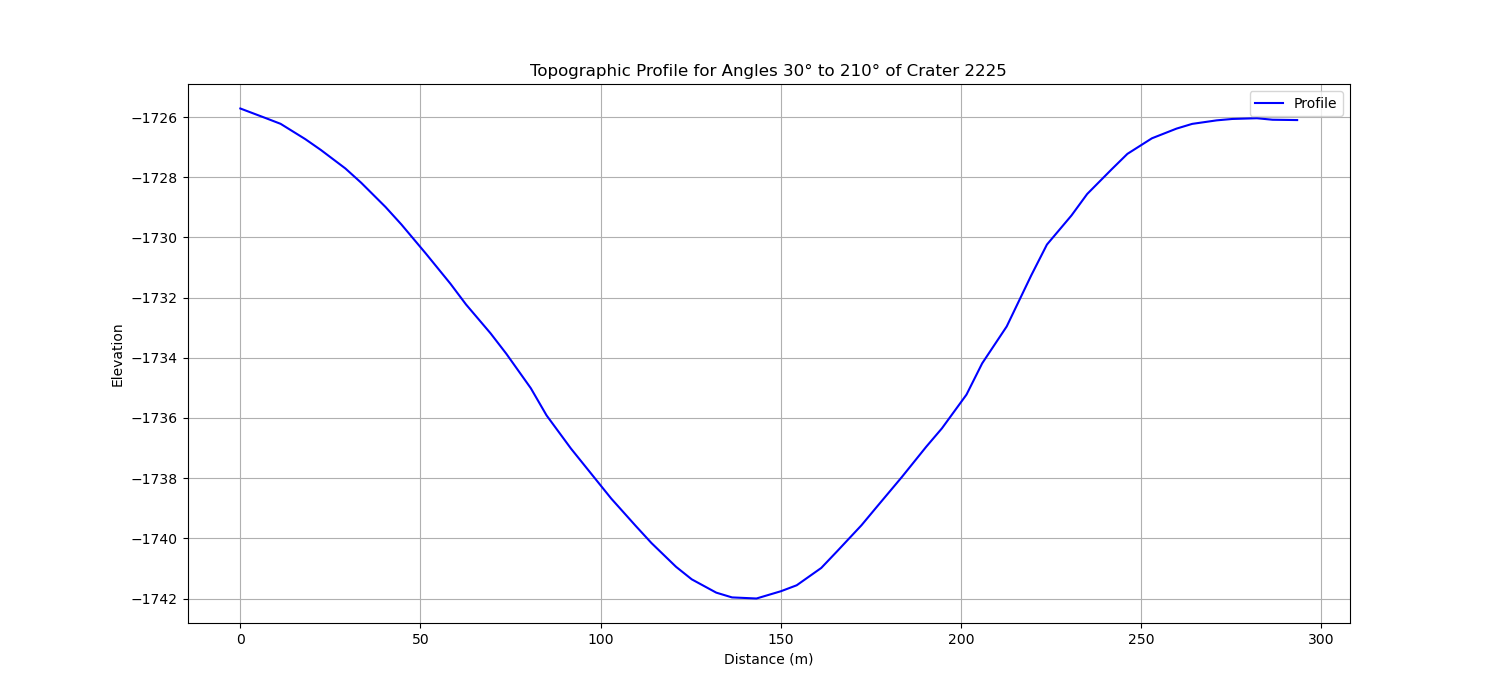 Topographic Profile for Angles 30° to 210° of Crater 2225
Profile
−1726
−1728
−1730
−1732
−1734
−1736
−1738
−1740
−1742
Elevation
0 50 100 150 200 250 300
Distance (m)